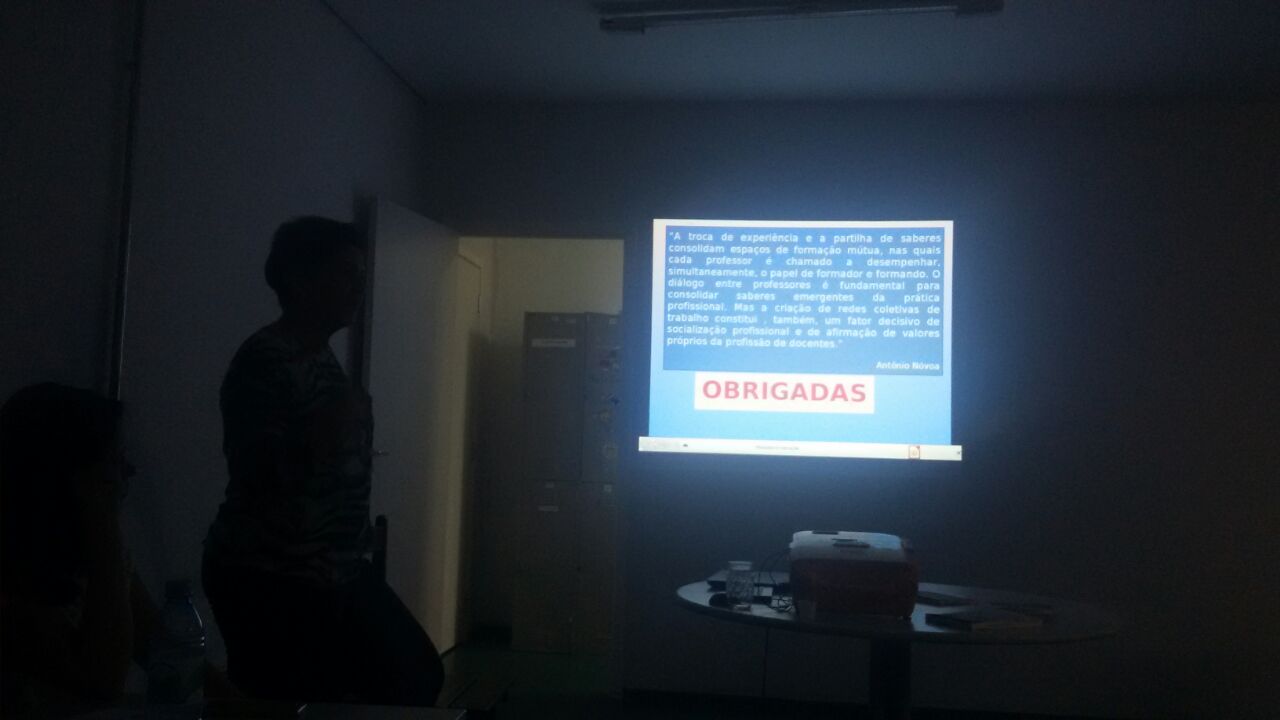 "A troca de experiência e a partilha de saberes
consolidam espaços de formação mútua, nas quais
cada professor é chamado a desempenhar,
simultaneamente, o papel de formador e formando. O
diálogo entre professores é fundamental para
consolidar saberes emergentes da prática
profissional. Mas a criação de redes coletivas de
trabalho constitui , também, um fator decisivo de
socialização profissional e de afirmação de valores
próprios da profissão de docentes."
Antônio Nóvoa
OBRIGADAS